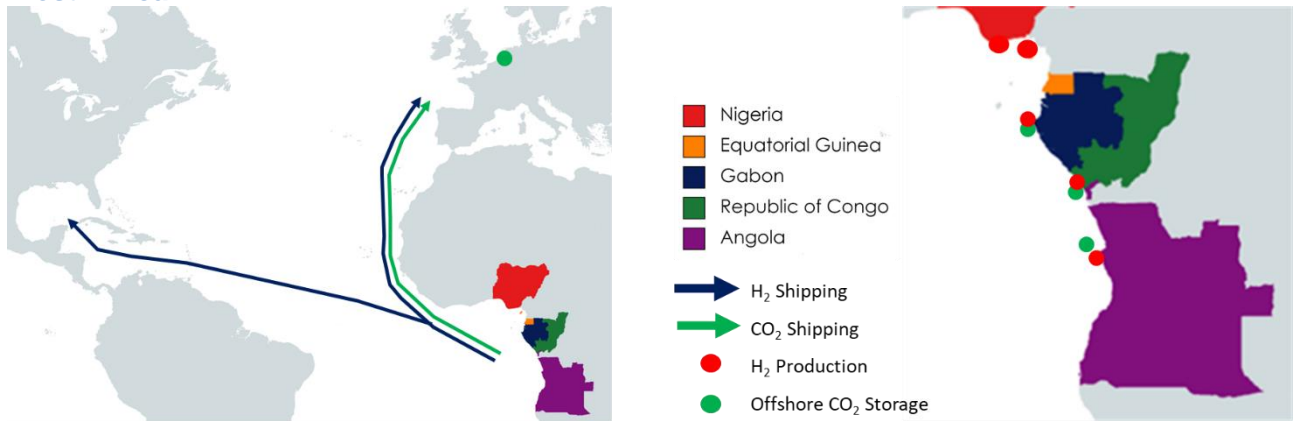 Nigeria
Equatorial Guinea
Gabon
Republic of Congo
Angola
H₂ Shipping
CO₂ Shipping
H₂ Production
Offshore CO₂ Storage